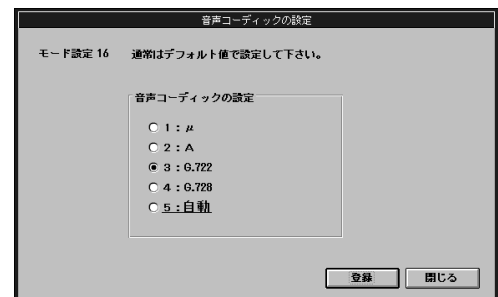 音声コーディックの設定
モード設定 16 通常はデフォルト値で設定して下さい。
音声コーディックの設定
1 : μ
2 : A
3 : G.722
4 : G.728
5 : 自動
登録 閉じる